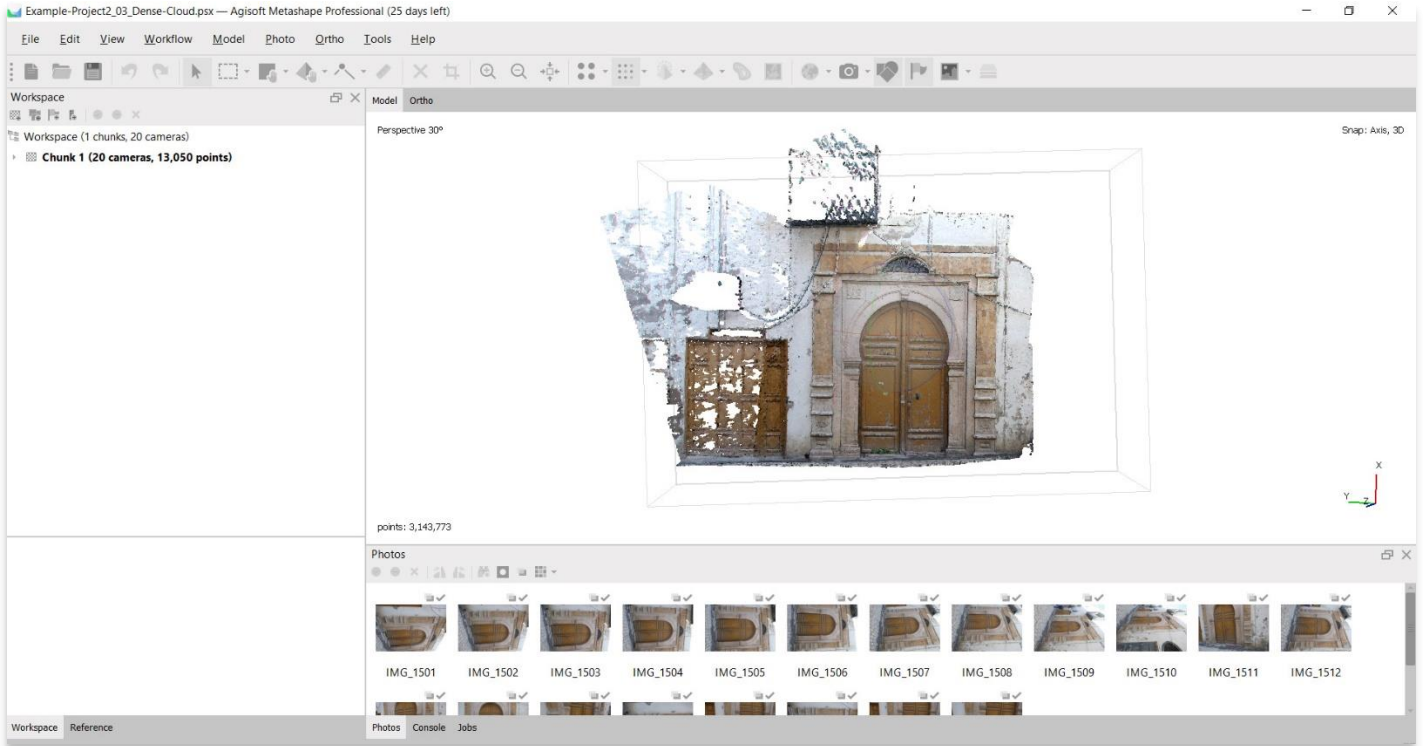 Example-Project2_03_Dense-Cloud.psx — Agisoft Metashape Professional (25 days left)
File Edit View Workflow Model Photo Ortho Tools Help
Workspace
Model Ortho
Workspace (1 chunks, 20 cameras)
Chunk 1 (20 cameras, 13,050 points)
Perspective 30°
Snap: Axis, 3D
X
Y
Z
points: 3,143,773
Photos
IMG_1501 IMG_1502 IMG_1503 IMG_1504 IMG_1505 IMG_1506 IMG_1507 IMG_1508 IMG_1509 IMG_1510 IMG_1511 IMG_1512
Workspace Reference
Photos Console Jobs